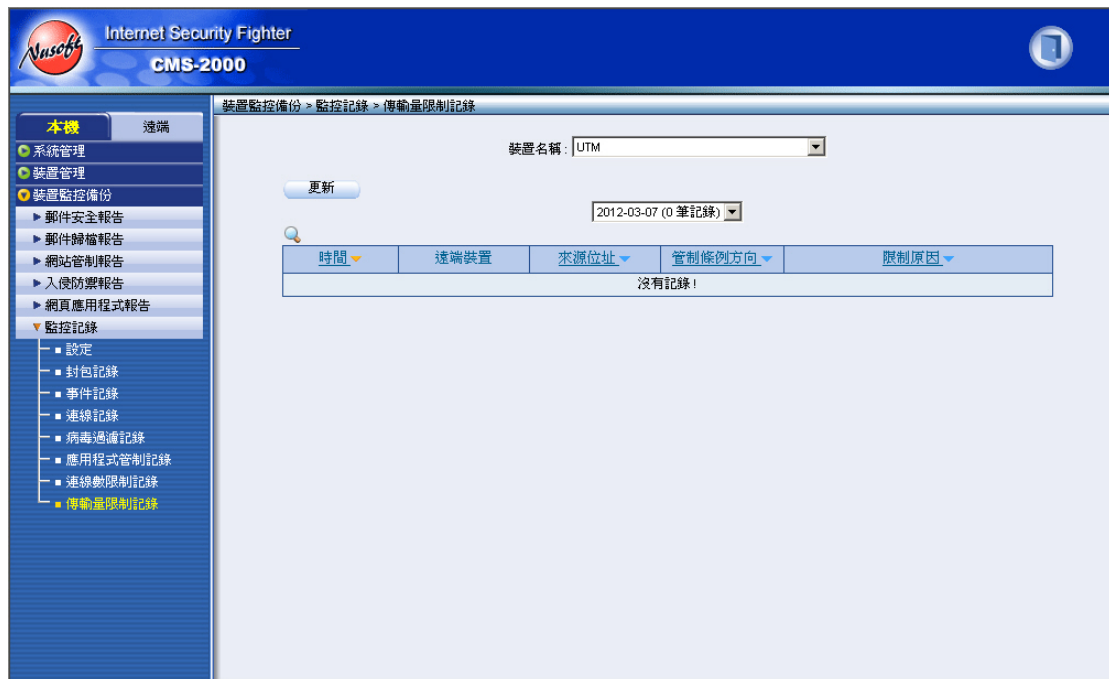 Nusoft
Internet Security Fighter
CMS-2000
裝置監控備份 > 監控記錄 > 傳輸量限制記錄
本機
遠端
系統管理
裝置管理
裝置監控備份
郵件安全報告
郵件歸檔報告
網站管制報告
入侵防禦報告
網頁應用程式報告
監控記錄
設定
封包記錄
事件記錄
連線記錄
病毒過濾記錄
應用程式管制記錄
連線數限制記錄
傳輸量限制記錄
裝置名稱 : UTM
更新
2012-03-07 (0 筆記錄)
時間 遠端裝置 來源位址 管制條例方向 限制原因
沒有記錄 !